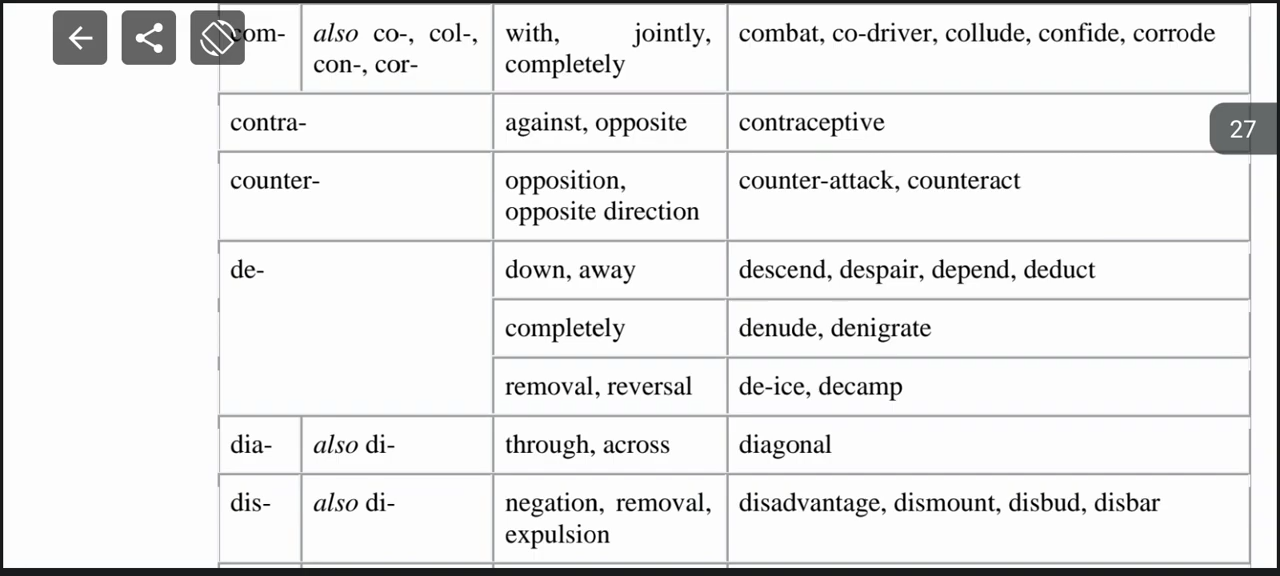 com- also co-, col-, with, jointly, combat, co-driver, collude, confide, corrode
con-, cor- completely
contra- against, opposite contraceptive
27
counter- opposition, counter-attack, counteract
opposite direction
de- down, away descend, despair, depend, deduct
completely denude, denigrate
removal, reversal de-ice, decamp
dia- also di- through, across diagonal
dis- also di- negation, removal, disadvantage, dismount, disbud, disbar
expulsion